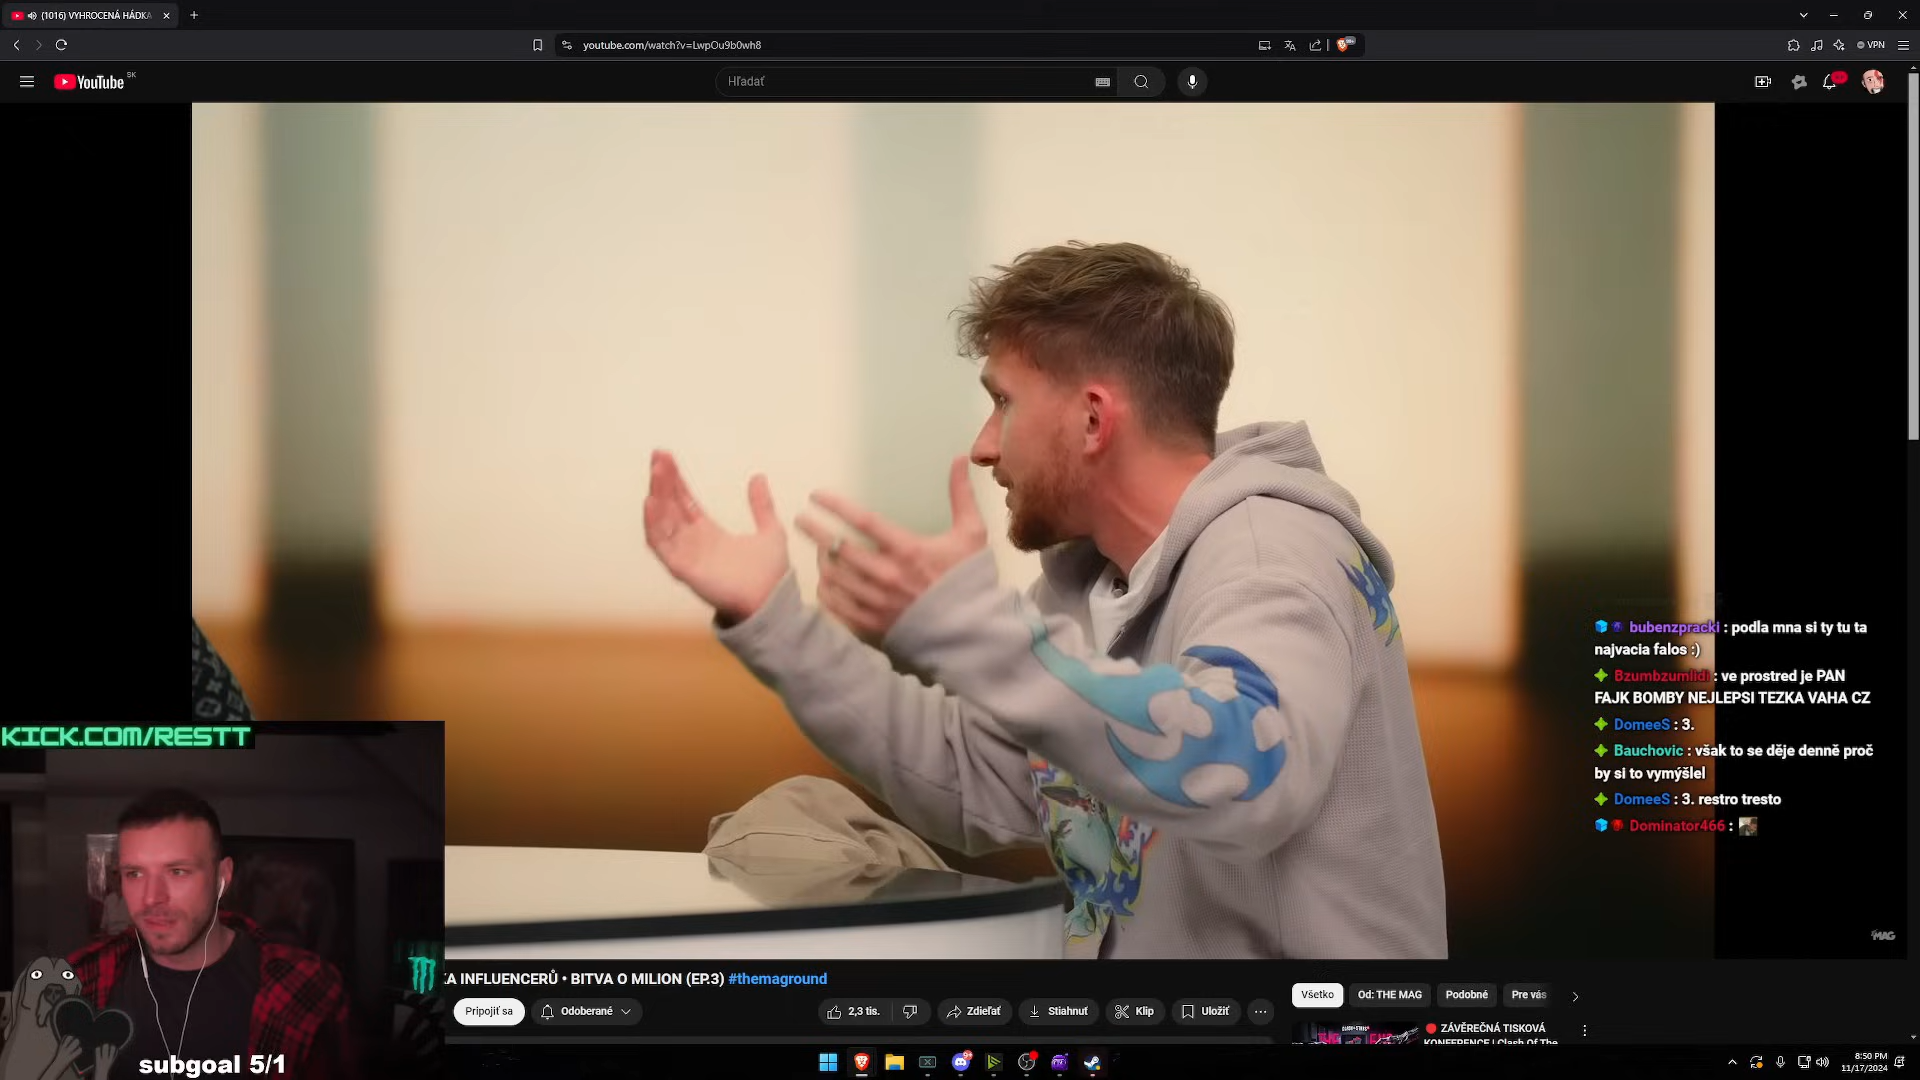 (1016) VYHROCENÁ HÁDKA
youtube.com/watch?v=LwpOu9b0wh8
VPN
YouTube SK
Hľadať
bubenzpracki : podla mna si ty tu ta
najvacia falos :)
Bzumbzumlidi : ve prostred je PAN
FAJK BOMBY NEJLEPSI TEZKA VAHA CZ
DomeeS : 3.
Bauchovic : však to se děje denně proč
by si to vymýšlel
DomeeS : 3. restro tresto
Dominator466 :
MAG
KICK.COM/RESTT
subgoal 5/1
KA INFLUENCERŮ • BITVA O MILION (EP.3) #themaground
Pripojiť sa
Odoberané
2,3 tis.
Zdieľať
Stiahnuť
Klip
Uložiť
Všetko
Od: THE MAG
Podobné
Pre vás
ZÁVĚREČNÁ TISKOVÁ
KONFERENCE | Clash Of The
8:50 PM
11/17/2024